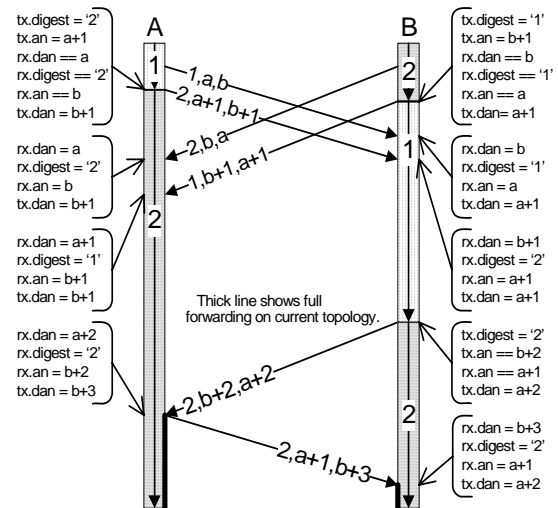 A
B
tx.digest = ‘2’
tx.an = a+1
rx.dan == a
rx.digest == ‘2’
rx.an == b
tx.dan = b+1
tx.digest = ‘1’
tx.an = b+1
rx.dan == b
rx.digest == ‘1’
rx.an == a
tx.dan= a+1
1
2
1,a,b
2,a+1,b+1
2,b,a
1,b+1,a+1
1
2
rx.dan = a
rx.digest = ‘2’
rx.an = b
tx.dan = b+1
rx.dan = b
rx.digest = ‘1’
rx.an = a
tx.dan = a+1
rx.dan = a+1
rx.digest = ‘1’
rx.an = b+1
tx.dan = b+1
rx.dan = b+1
rx.digest = ‘2’
rx.an = a+1
tx.dan = a+1
Thick line shows full
forwarding on current topology.
rx.dan = a+2
rx.digest = ‘2’
rx.an = b+2
tx.dan = b+3
tx.digest = ‘2’
tx.an == b+2
rx.an == a+1
tx.dan = a+2
2,b+2,a+2
2
2,a+1,b+3
rx.dan = b+3
rx.digest = ‘2’
rx.an = a+1
tx.dan = a+2